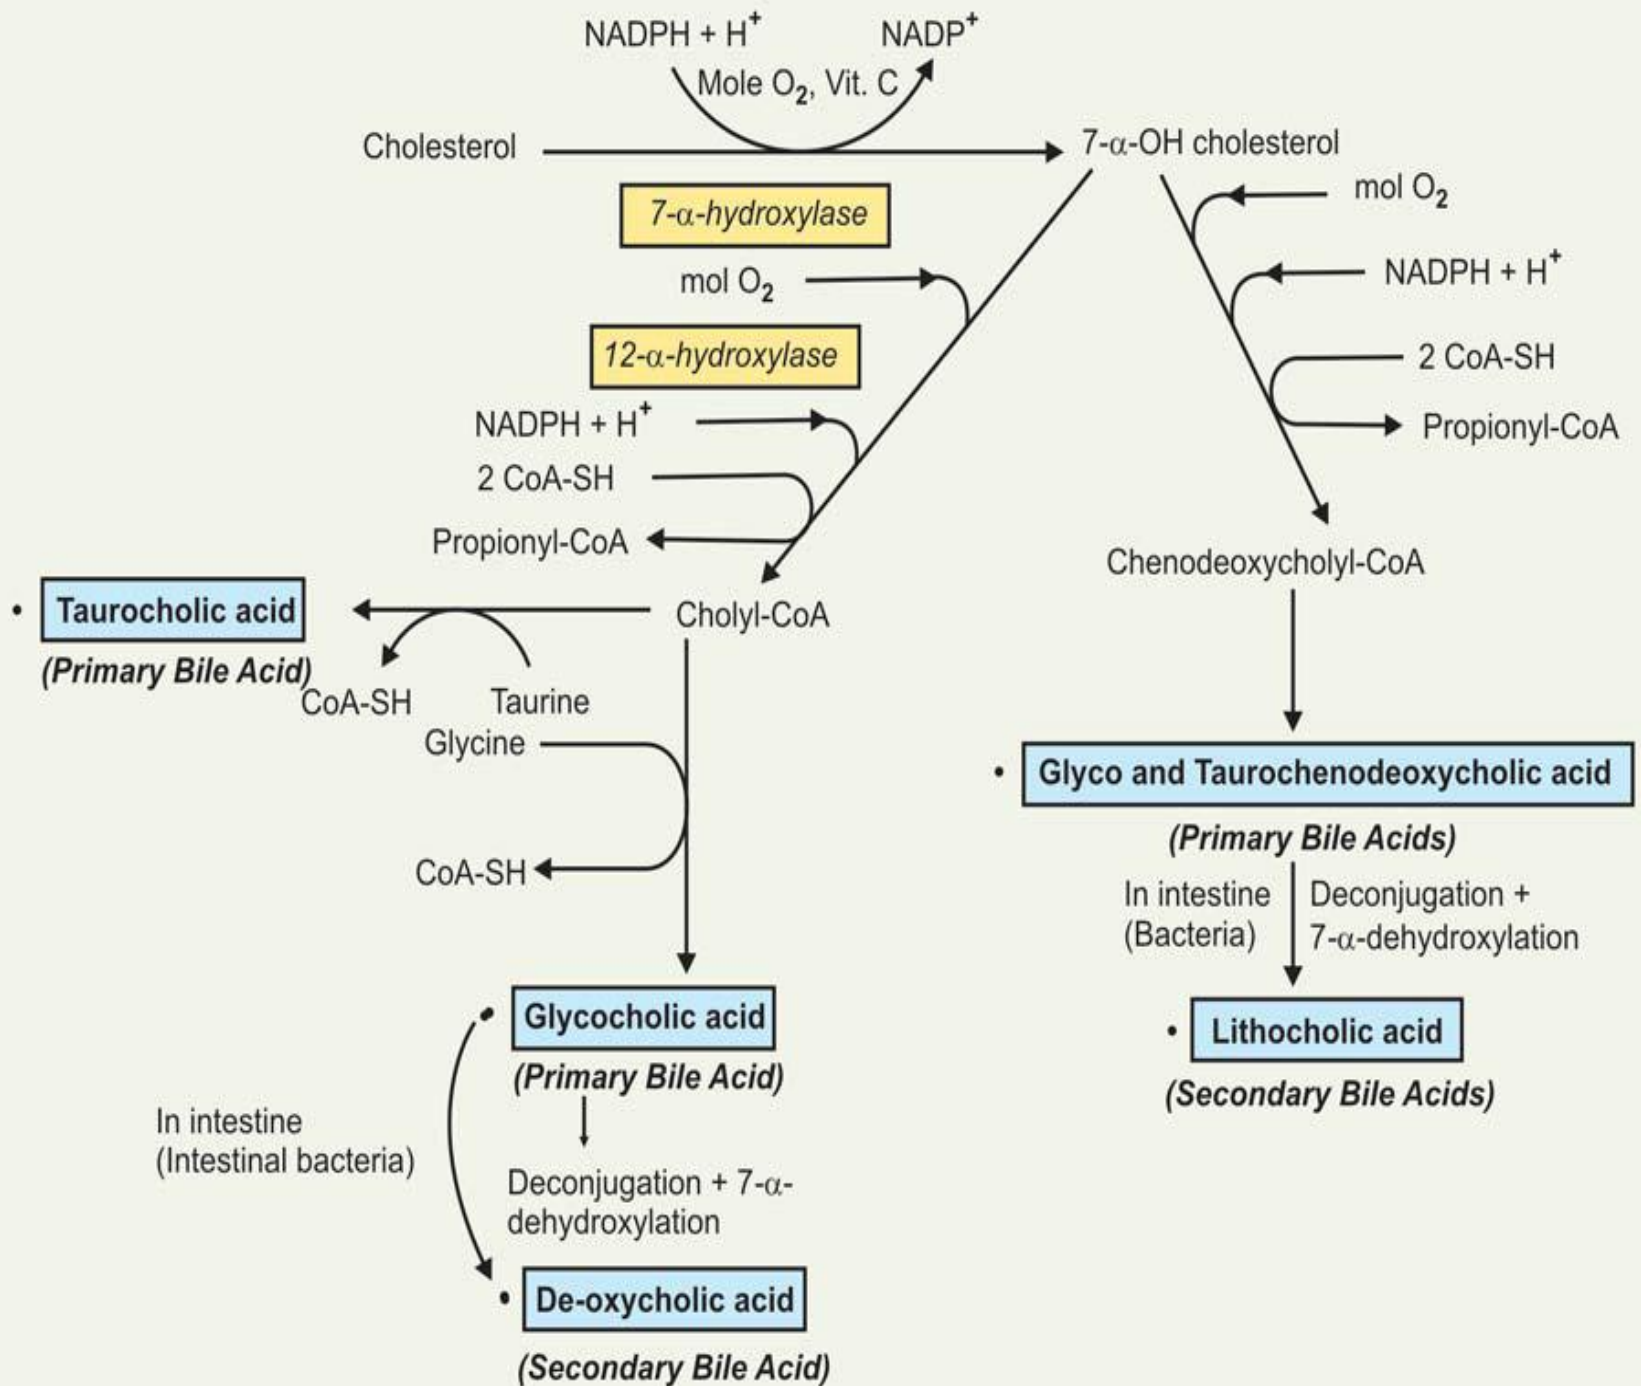 NADPH + H⁺
NADP⁺
Mole O₂, Vit. C
Cholesterol
7-α-OH cholesterol
7-α-hydroxylase
mol O₂
mol O₂
NADPH + H⁺
12-α-hydroxylase
2 CoA-SH
NADPH + H⁺
Propionyl-CoA
2 CoA-SH
Propionyl-CoA
Chenodeoxycholyl-CoA
• Taurocholic acid
(Primary Bile Acid)
Cholyl-CoA
CoA-SH
Taurine
Glycine
CoA-SH
• Glyco and Taurochenodeoxycholic acid
(Primary Bile Acids)
In intestine
(Bacteria)
Deconjugation +
7-α-dehydroxylation
• Lithocholic acid
(Secondary Bile Acids)
• Glycocholic acid
(Primary Bile Acid)
In intestine
(Intestinal bacteria)
Deconjugation + 7-α-
dehydroxylation
• De-oxycholic acid
(Secondary Bile Acid)